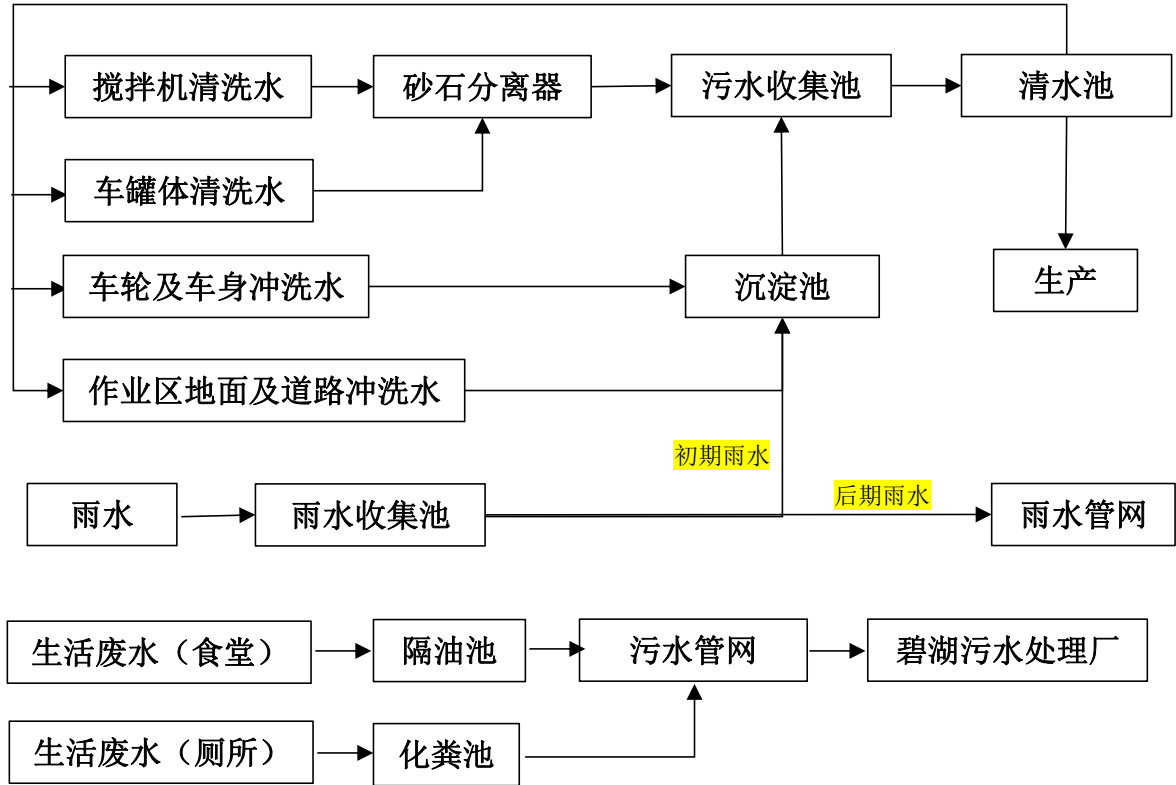 搅拌机清洗水
砂石分离器
污水收集池
清水池
车罐体清洗水
车轮及车身冲洗水
沉淀池
生产
作业区地面及道路冲洗水
初期雨水
后期雨水
雨水
雨水收集池
雨水管网
生活废水（食堂）
隔油池
污水管网
碧湖污水处理厂
生活废水（厕所）
化粪池